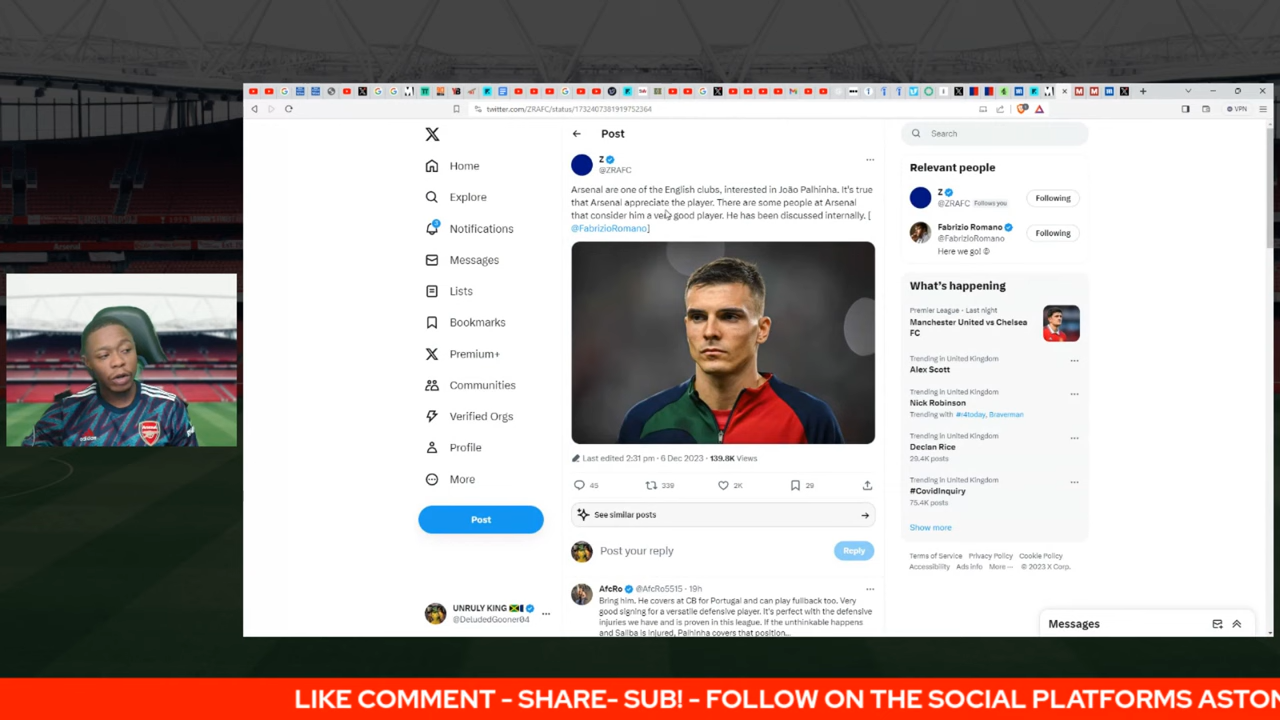 twitter.com/ZRAFC/status/1732407381919752364
VPN
Home
Explore
Notifications
Messages
Lists
Bookmarks
Premium+
Communities
Verified Orgs
Profile
More
Post
UNRULY KING
@DeludedGooner04
Post
Z
@ZRAFC
Arsenal are one of the English clubs, interested in João Palhinha. It's true
that Arsenal appreciate the player. There are some people at Arsenal
that consider him a very good player. He has been discussed internally. [
@FabrizioRomano]
Last edited 2:31 pm · 6 Dec 2023 · 139.8K Views
45 339 2K 29
See similar posts
Post your reply
Reply
AfcRo @AfcRo5515 · 19h
Bring him. He covers at CB for Portugal and can play fullback too. Very
good signing for a versatile defensive player. It's perfect with the defensive
injuries we have and is proven in this league. If the unthinkable happens
and Saliba is injured, Palhinha covers that position...
Search
Relevant people
Z
@ZRAFC Follows you
Following
Fabrizio Romano
@FabrizioRomano
Following
Here we go! ©
What's happening
Premier League · Last night
Manchester United vs Chelsea
FC
Trending in United Kingdom
Alex Scott
Trending in United Kingdom
Nick Robinson
Trending with #r4today, Braverman
Trending in United Kingdom
Declan Rice
29.4K posts
Trending in United Kingdom
#CovidInquiry
75.4K posts
Show more
Terms of Service Privacy Policy Cookie Policy
Accessibility Ads info More ··· © 2023 X Corp.
Messages
LIKE COMMENT - SHARE- SUB! - FOLLOW ON THE SOCIAL PLATFORMS ASTON